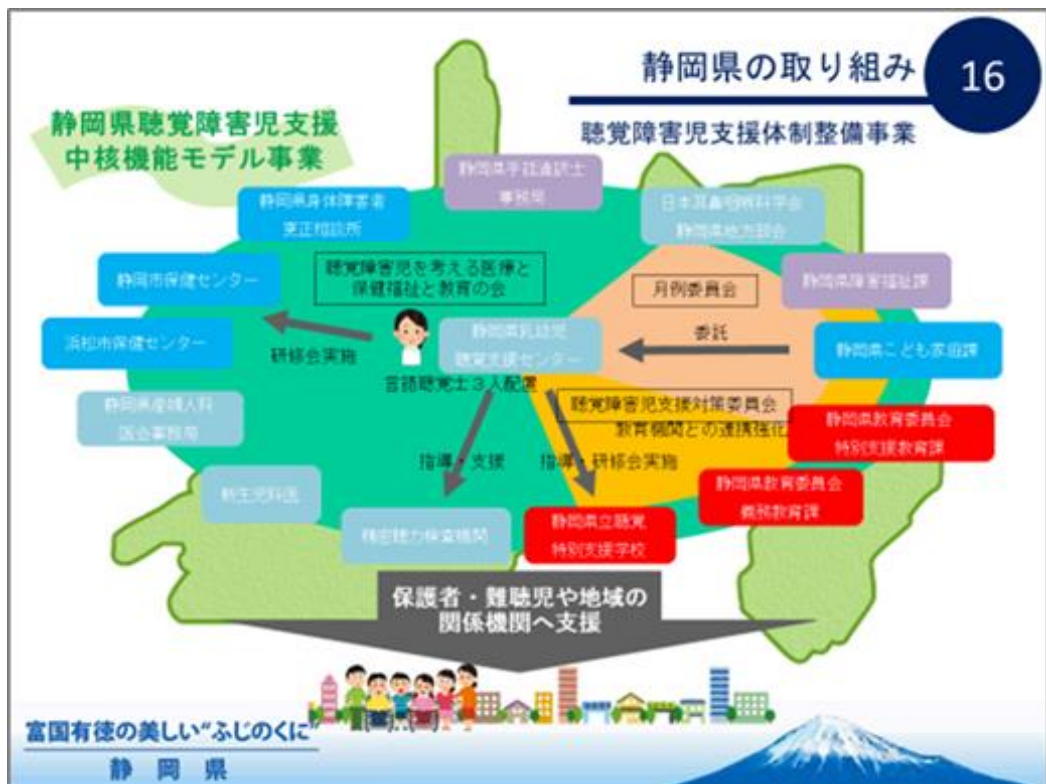 静岡県の取り組み
16
聴覚障害児支援体制整備事業
静岡県聴覚障害児支援
中核機能モデル事業
静岡県手話通訳士
事務局
静岡県身体障害者
更正相談所
日本耳鼻咽喉科学会
静岡県地方部会
静岡市保健センター
聴覚障害児を考える医療と
保健福祉と教育の会
月例委員会
静岡県障害福祉課
浜松市保健センター
研修会実施
静岡県乳幼児
聴覚支援センター
委託
静岡県こども家庭課
言語聴覚士3人配置
静岡県産婦人科
医会事務局
聴覚障害児支援対策委員会
教育機関との連携強化
静岡県教育委員会
特別支援教育課
指導・支援
指導・研修会実施
新生児科医
静岡県教育委員会
義務教育課
精密聴力検査機関
静岡県立聴覚
特別支援学校
保護者・難聴児や地域の
関係機関へ支援
富国有徳の美しい“ふじのくに”
静岡県